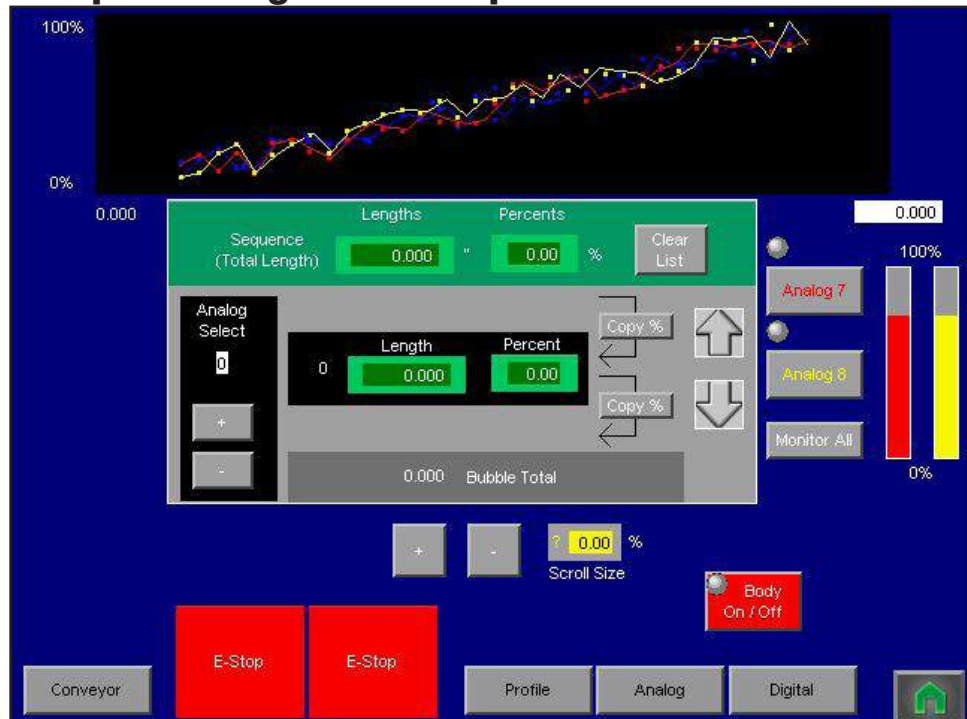 100%
0%
0.000
0.000
Lengths Percents
Sequence
(Total Length)
0.000 " 0.00 %
Clear
List
Analog
Select
0
+
-
Length Percent
0 0.000 0.00
Copy %
Copy %
0.000 Bubble Total
Analog 7
Analog 8
Monitor All
100%
0%
+ - ? 0.00 %
Scroll Size
Body
On / Off
E-Stop E-Stop
Conveyor Profile Analog Digital